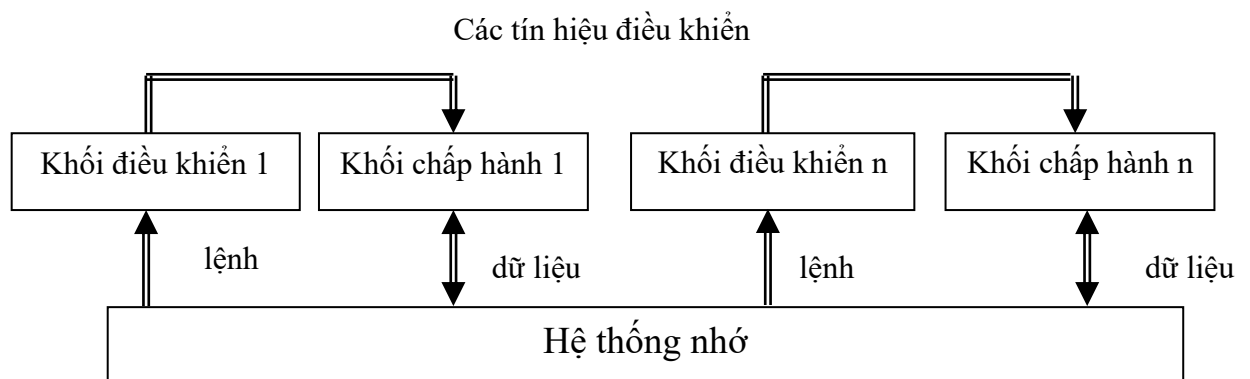 Các tín hiệu điều khiển
Khối điều khiển 1
Khối chấp hành 1
Khối điều khiển n
Khối chấp hành n
lệnh
dữ liệu
lệnh
dữ liệu
Hệ thống nhớ